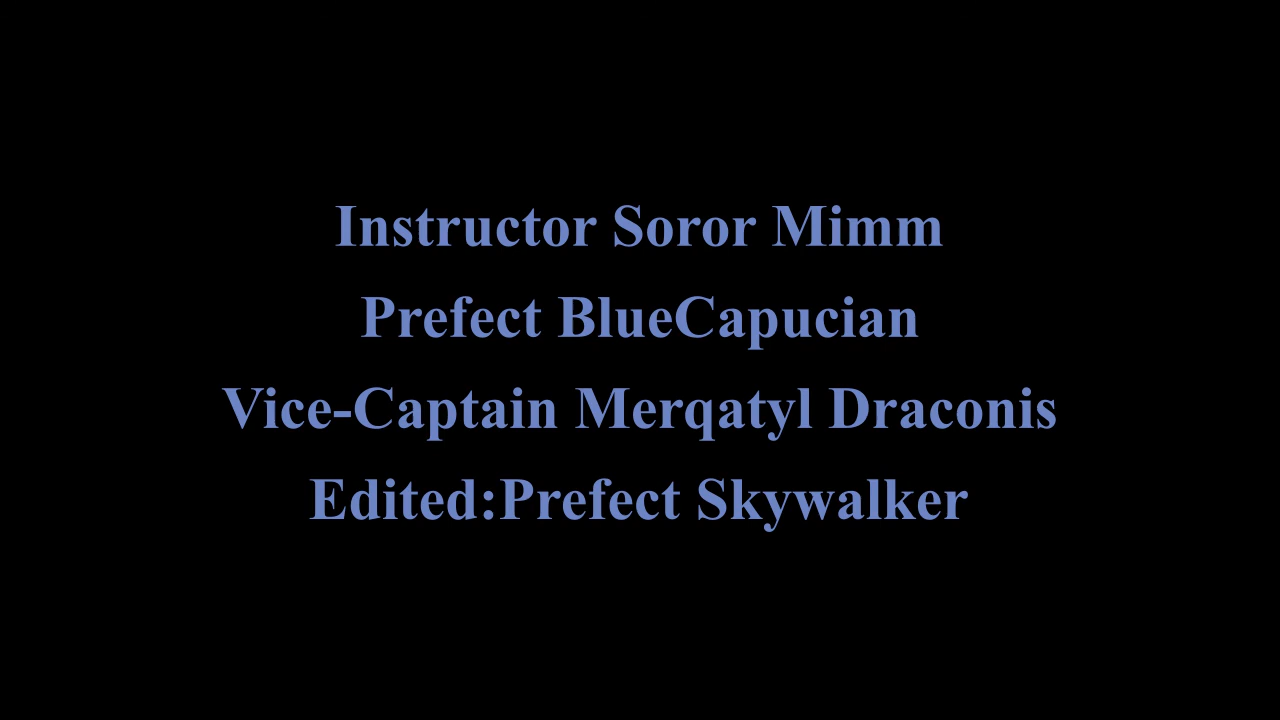 Instructor Soror Mimm
Prefect BlueCapucian
Vice-Captain Merqatyl Draconis
Edited:Prefect Skywalker